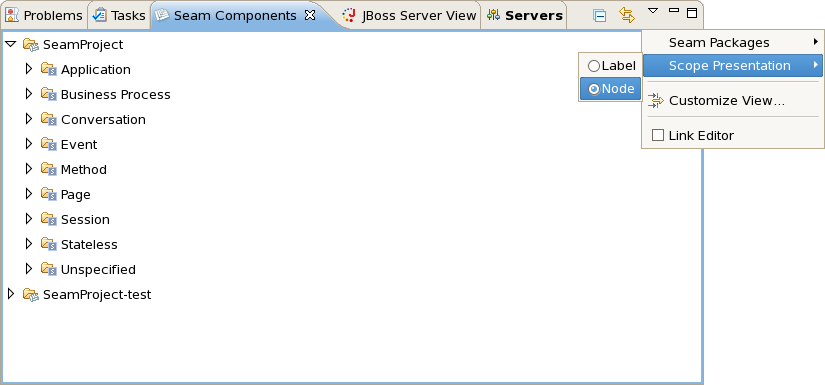 Problems Tasks Seam Components JBoss Server View Servers
SeamProject
Seam Packages
Application
Label Scope Presentation
Business Process
Node
Customize View...
Conversation
Link Editor
Event
Method
Page
Session
Stateless
Unspecified
SeamProject-test